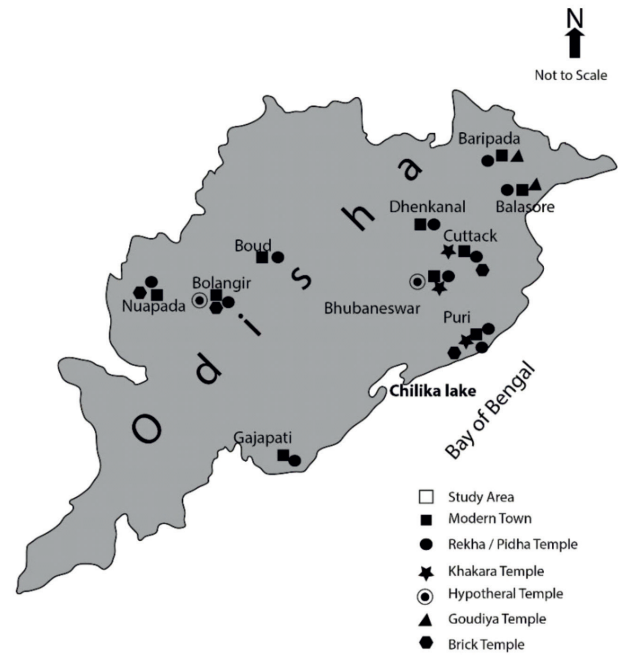 N
Not to Scale
Baripada
Balasore
Dhenkanal
Cuttack
Boud
Bolangir
Nuapada
Bhubaneswar
Puri
Odisha
Chilika lake
Bay of Bengal
Gajapati
Study Area
Modern Town
Rekha / Pidha Temple
Khakara Temple
Hypotheral Temple
Goudiya Temple
Brick Temple